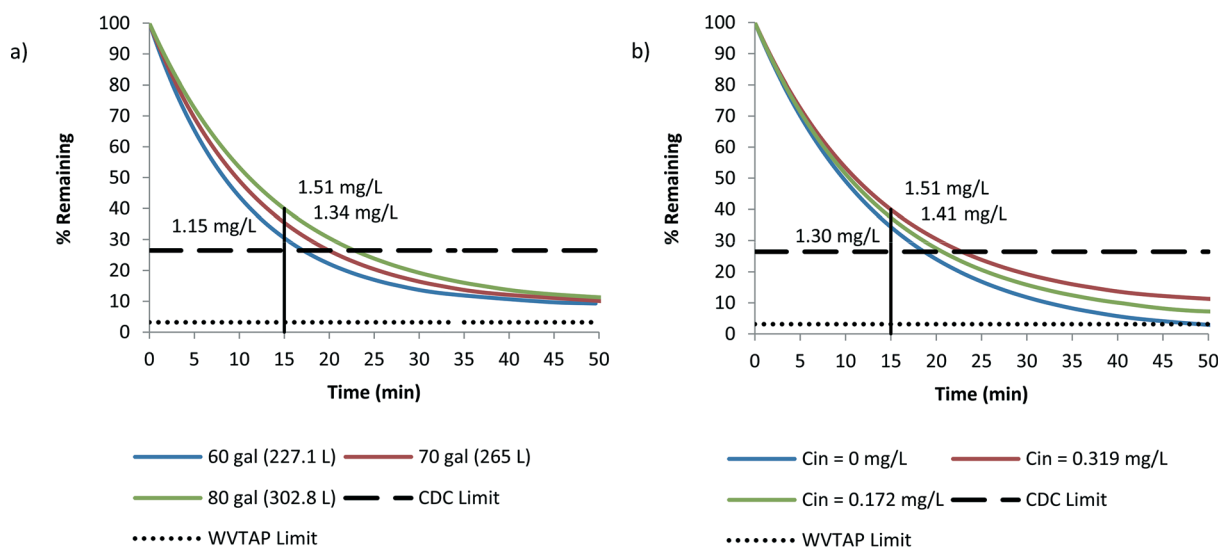 a)
% Remaining
100
90
80
70
60
50
40
30
20
10
0
1.51 mg/L
1.34 mg/L
1.15 mg/L
0 5 10 15 20 25 30 35 40 45 50
Time (min)
60 gal (227.1 L) 70 gal (265 L)
80 gal (302.8 L) CDC Limit
WVTAP Limit
b)
% Remaining
100
90
80
70
60
50
40
30
20
10
0
1.51 mg/L
1.41 mg/L
1.30 mg/L
0 5 10 15 20 25 30 35 40 45 50
Time (min)
Cin = 0 mg/L Cin = 0.319 mg/L
Cin = 0.172 mg/L CDC Limit
WVTAP Limit